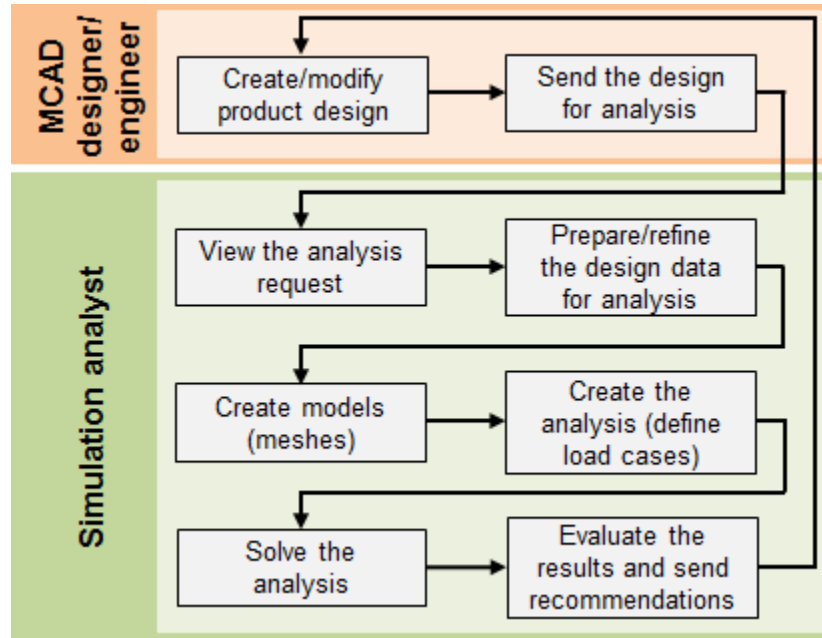 MCAD
designer/
engineer
Create/modify
product design
Send the design
for analysis
Simulation analyst
View the analysis
request
Prepare/refine
the design data
for analysis
Create models
(meshes)
Create the
analysis (define
load cases)
Solve the
analysis
Evaluate the
results and send
recommendations